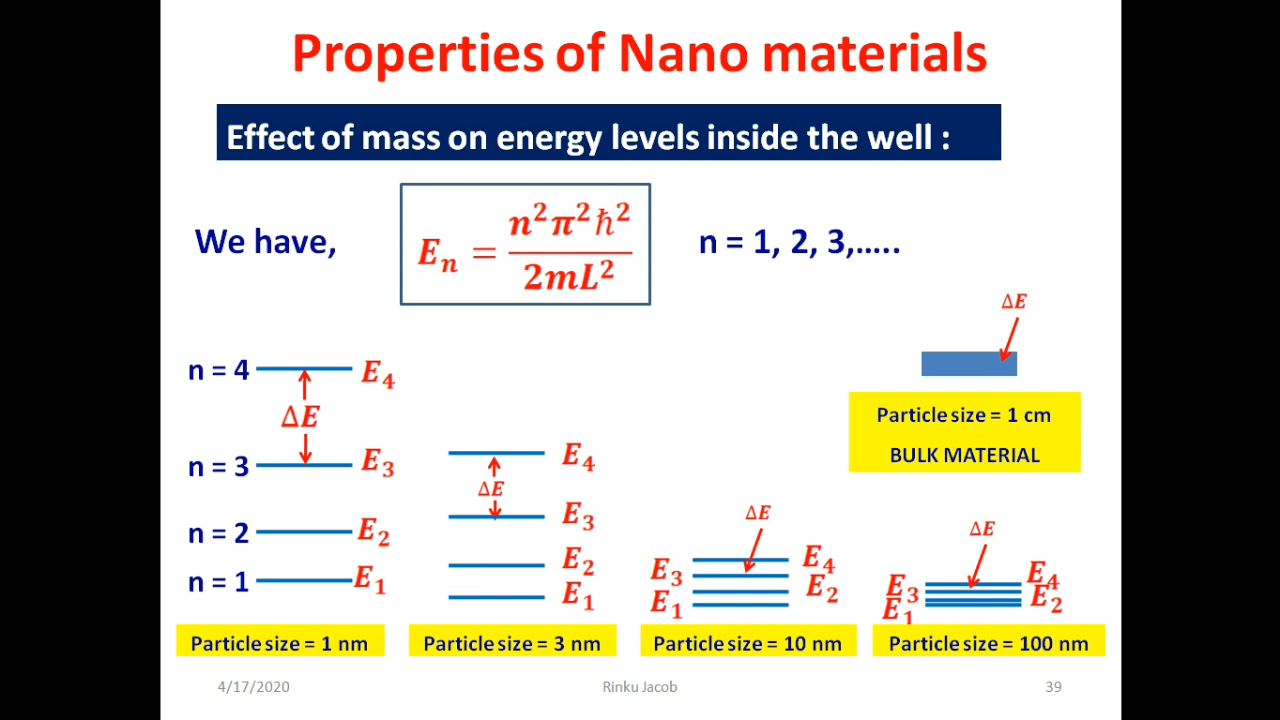 Properties of Nano materials
Effect of mass on energy levels inside the well :
We have,
Eₙ = n²π²ℏ² / 2mL²
n = 1, 2, 3,.....
n = 4
E₄
ΔE
n = 3
E₃
n = 2
E₂
n = 1
E₁
Particle size = 1 nm
E₄
ΔE
E₃
E₂
E₁
Particle size = 3 nm
ΔE
E₄
E₃
E₂
E₁
Particle size = 10 nm
ΔE
Particle size = 1 cm
BULK MATERIAL
ΔE
E₄
E₃
E₂
E₁
Particle size = 100 nm
4/17/2020
Rinku Jacob
39